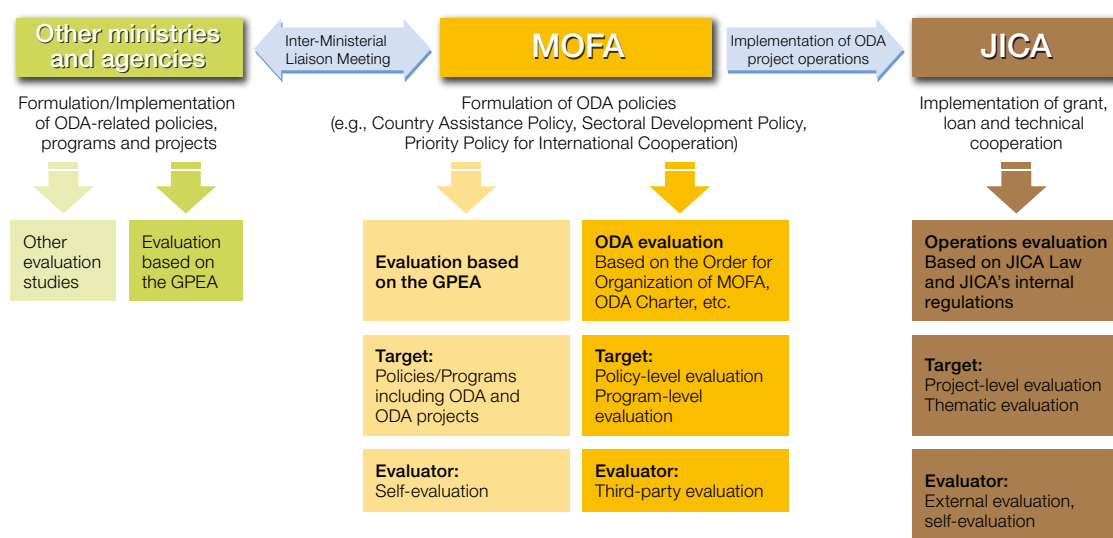 Other ministries
and agencies
Inter-Ministerial
Liaison Meeting
MOFA
Implementation of ODA
project operations
JICA
Formulation/Implementation
of ODA-related policies,
programs and projects
Formulation of ODA policies
(e.g., Country Assistance Policy, Sectoral Development Policy,
Priority Policy for International Cooperation)
Implementation of grant,
loan and technical
cooperation
Other
evaluation
studies
Evaluation
based on
the GPEA
Evaluation based
on the GPEA
ODA evaluation
Based on the Order for
Organization of MOFA,
ODA Charter, etc.
Operations evaluation
Based on JICA Law
and JICA's internal
regulations
Target:
Policies/Programs
including ODA and
ODA projects
Target:
Policy-level evaluation
Program-level
evaluation
Target:
Project-level evaluation
Thematic evaluation
Evaluator:
Self-evaluation
Evaluator:
Third-party evaluation
Evaluator:
External evaluation,
self-evaluation